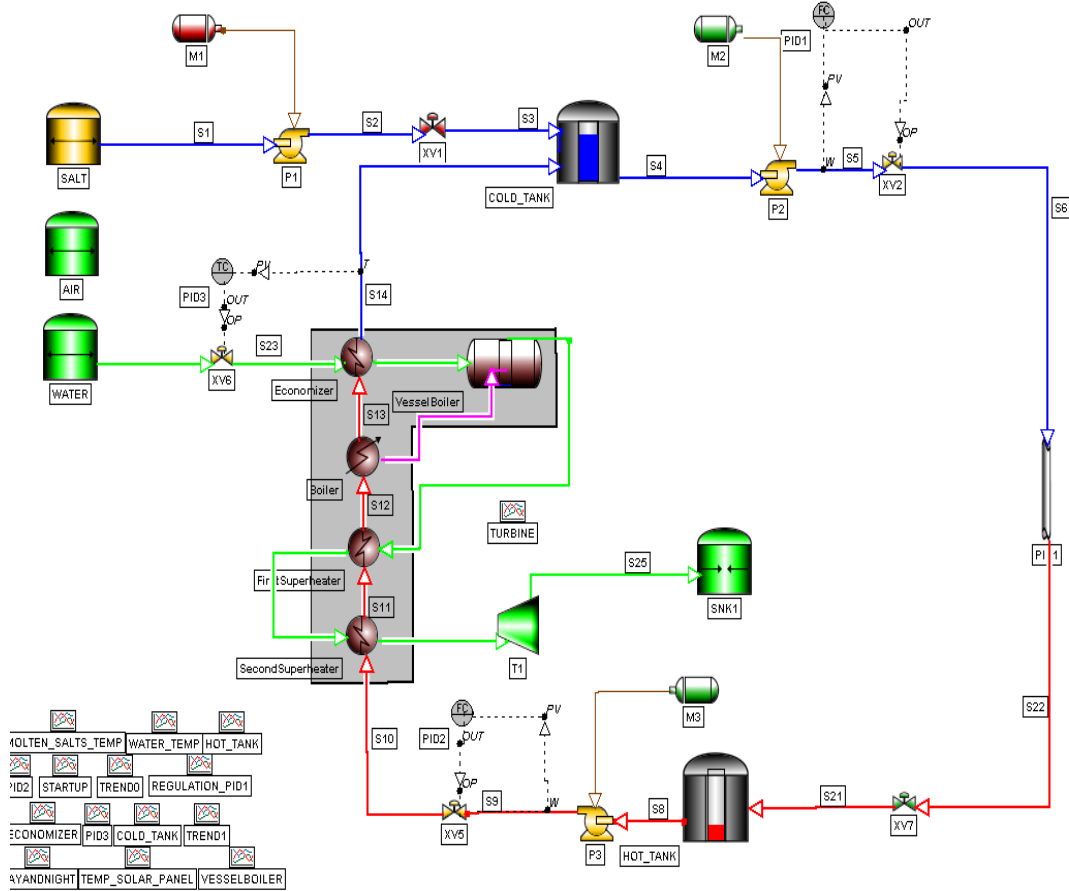 FC
OUT
M1
M2
PID1
PV
S1
S2
S3
OP
XV1
S4
S5
W
SALT
P1
COLD_TANK
P2
XV2
S6
AIR
TC
PV
T
PID3
OUT
OP
S14
S23
WATER
XV6
Economizer
VesselBoiler
S13
Boiler
S12
TURBINE
FirstSuperheater
S25
S11
SNK1
SecondSuperheater
T1
M3
S22
FC
PV
S10
PID2
OUT
MOLTEN_SALTS_TEMP
WATER_TEMP
HOT_TANK
OP
PID2
STARTUP
TREND0
REGULATION_PID1
S9
W
S8
S21
XV5
P3
HOT_TANK
XV7
ECONOMIZER
PID3
COLD_TANK
TREND1
AYANDNIGHT
TEMP_SOLAR_PANEL
VESSELBOILER